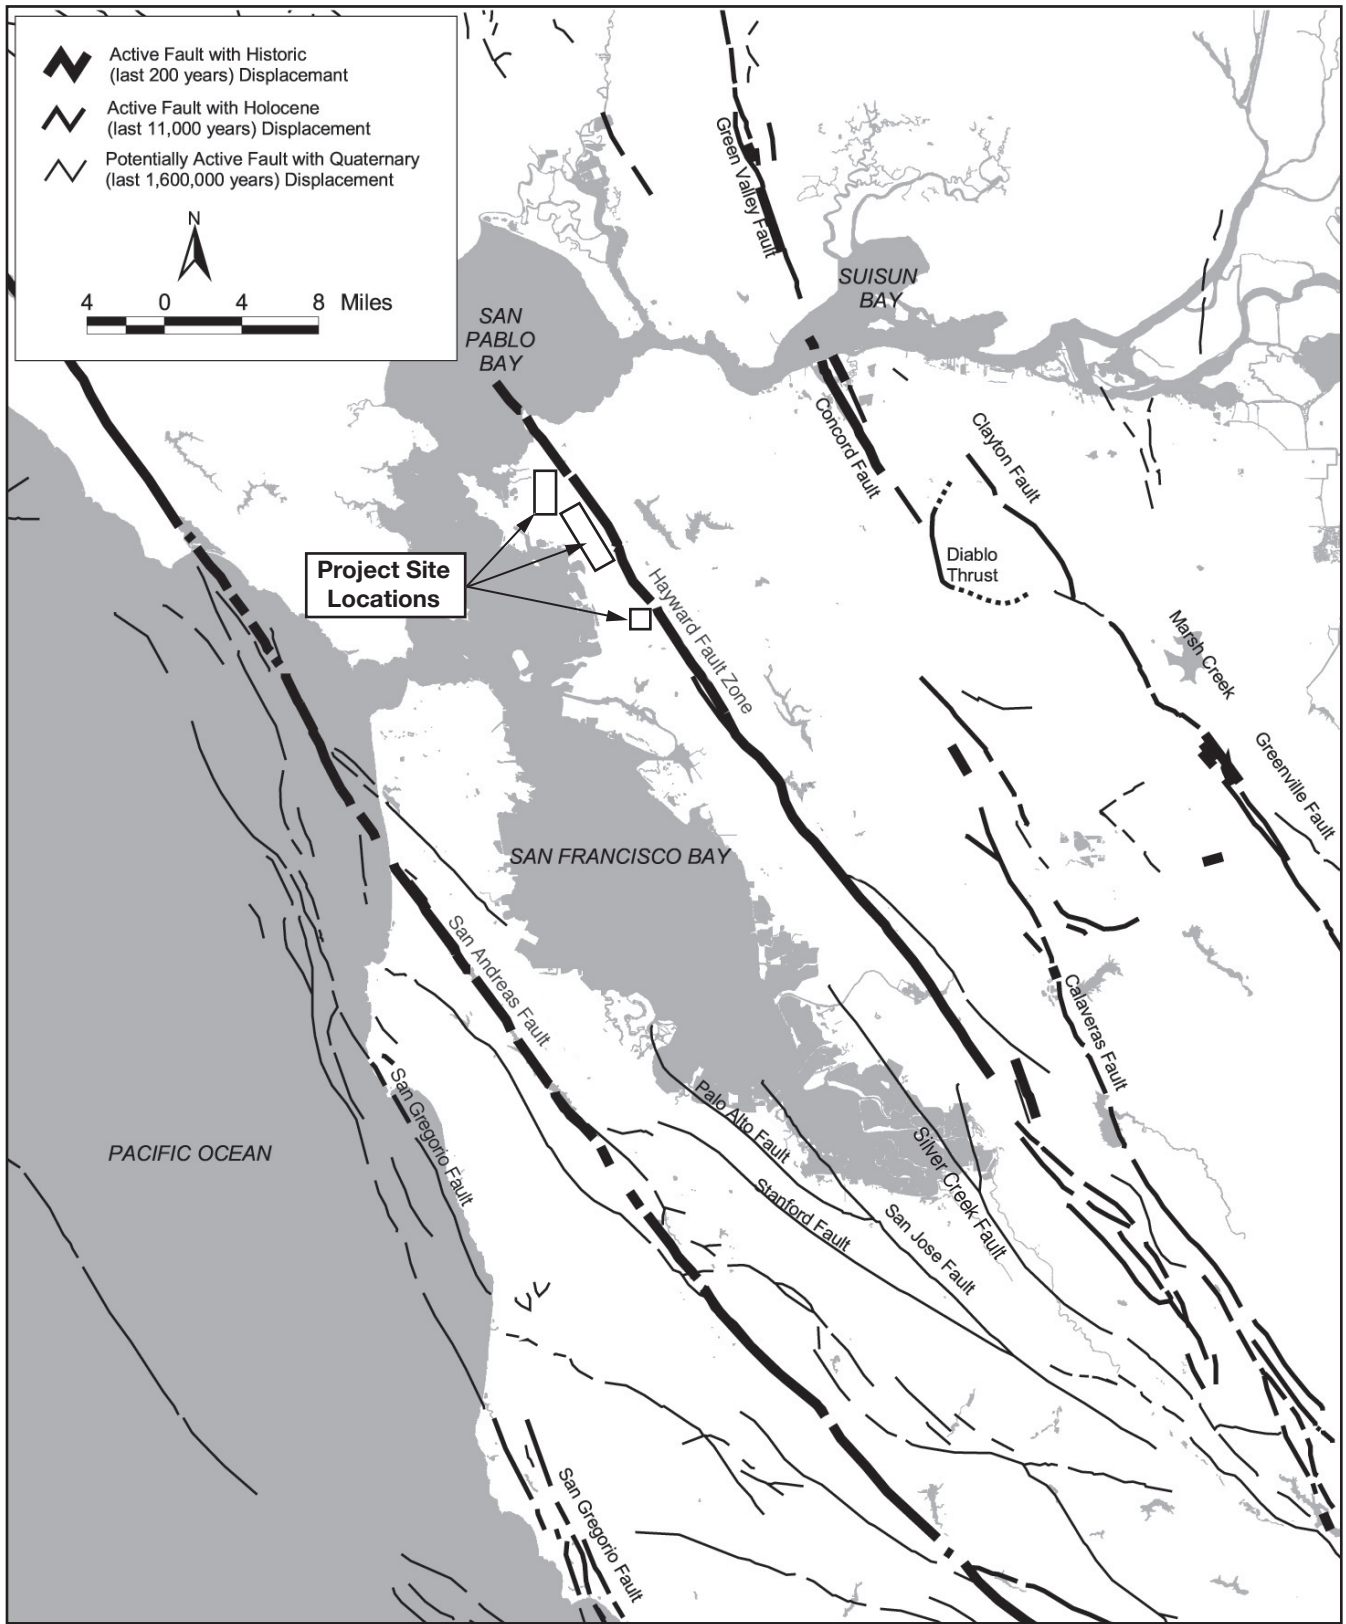 Active Fault with Historic
(last 200 years) Displacemant
Active Fault with Holocene
(last 11,000 years) Displacement
Potentially Active Fault with Quaternary
(last 1,600,000 years) Displacement
N
4 0 4 8 Miles
Green Valley Fault
SUISUN
BAY
SAN
PABLO
BAY
Concord Fault
Clayton Fault
Diablo
Thrust
Project Site
Locations
Hayward Fault Zone
Marsh Creek
Greenville Fault
SAN FRANCISCO BAY
San Andreas Fault
Calaveras Fault
San Gregorio Fault
Palo Alto Fault
PACIFIC OCEAN
Silver Creek Fault
Stanford Fault
San Jose Fault
San Gregorio Fault